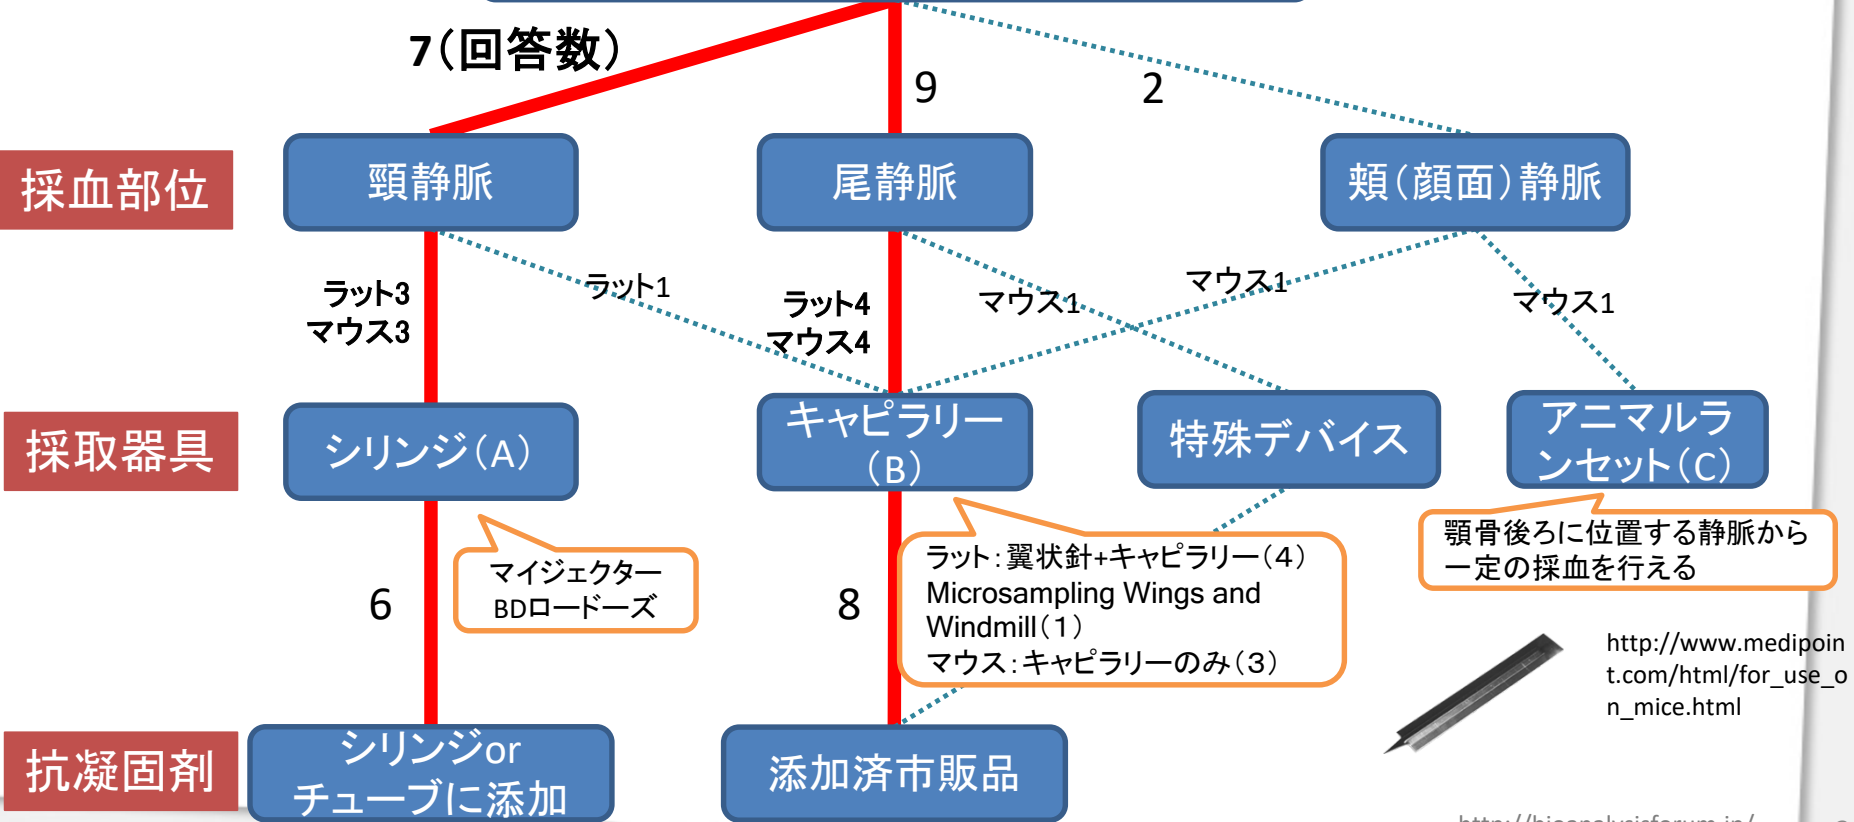 7(回答数)
9
2
採血部位
頸静脈
尾静脈
頬(顔面)静脈
ラット3
マウス3
ラット1
ラット4
マウス4
マウス1
マウス1
マウス1
採取器具
シリンジ(A)
キャピラリー
(B)
特殊デバイス
アニマルラ
ンセット(C)
マイジェクター
BDロードーズ
ラット:翼状針+キャピラリー(4)
Microsampling Wings and
Windmill(1)
マウス:キャピラリーのみ(3)
顎骨後ろに位置する静脈から
一定の採血を行える
6
8
http://www.medipoin
t.com/html/for_use_o
n_mice.html
抗凝固剤
シリンジor
チューブに添加
添加済市販品
http://bioanalysisforum.jp/